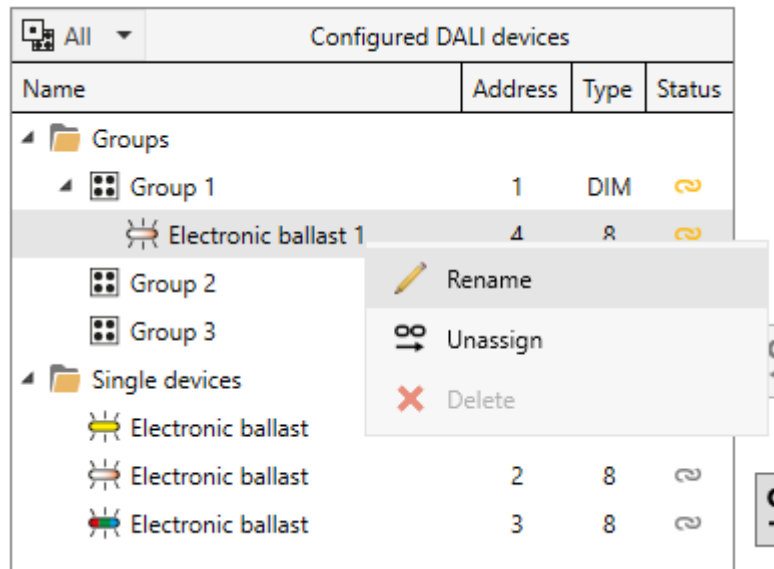 All Configured DALI devices
Name Address Type Status
Groups
Group 1 1 DIM
Electronic ballast 1 4 8
Group 2
Rename
Group 3
Unassign
Single devices
Delete
Electronic ballast
Electronic ballast 2 8
Electronic ballast 3 8